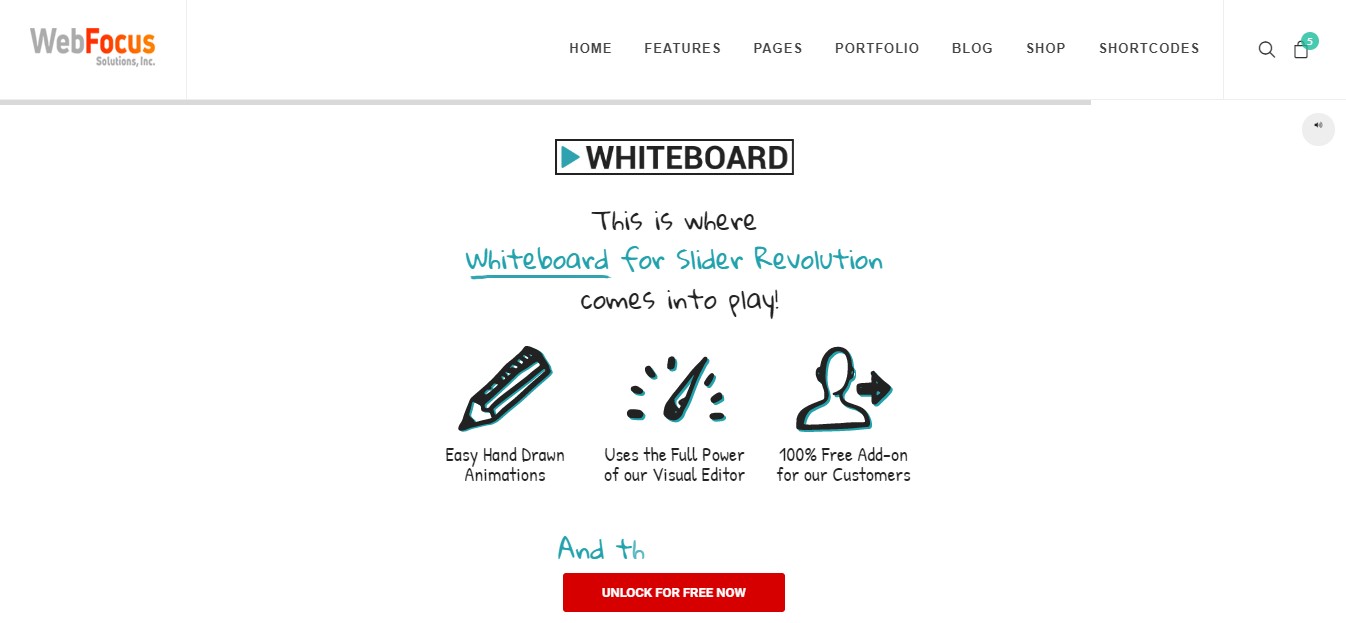 WebFocus
Solutions, Inc.
HOME FEATURES PAGES PORTFOLIO BLOG SHOP SHORTCODES
5
WHITEBOARD
This is where
Whiteboard for Slider Revolution
comes into play!
Easy Hand Drawn
Animations
Uses the Full Power
of our Visual Editor
100% Free Add-on
for our Customers
And th
UNLOCK FOR FREE NOW